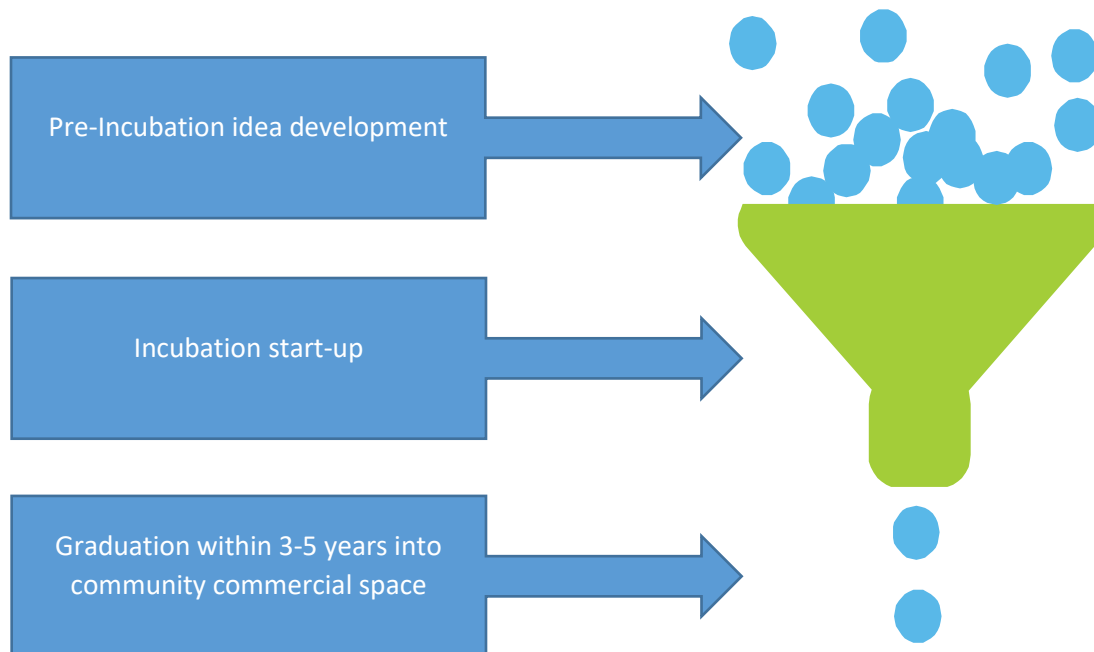 Pre-Incubation idea development
Incubation start-up
Graduation within 3-5 years into
community commercial space